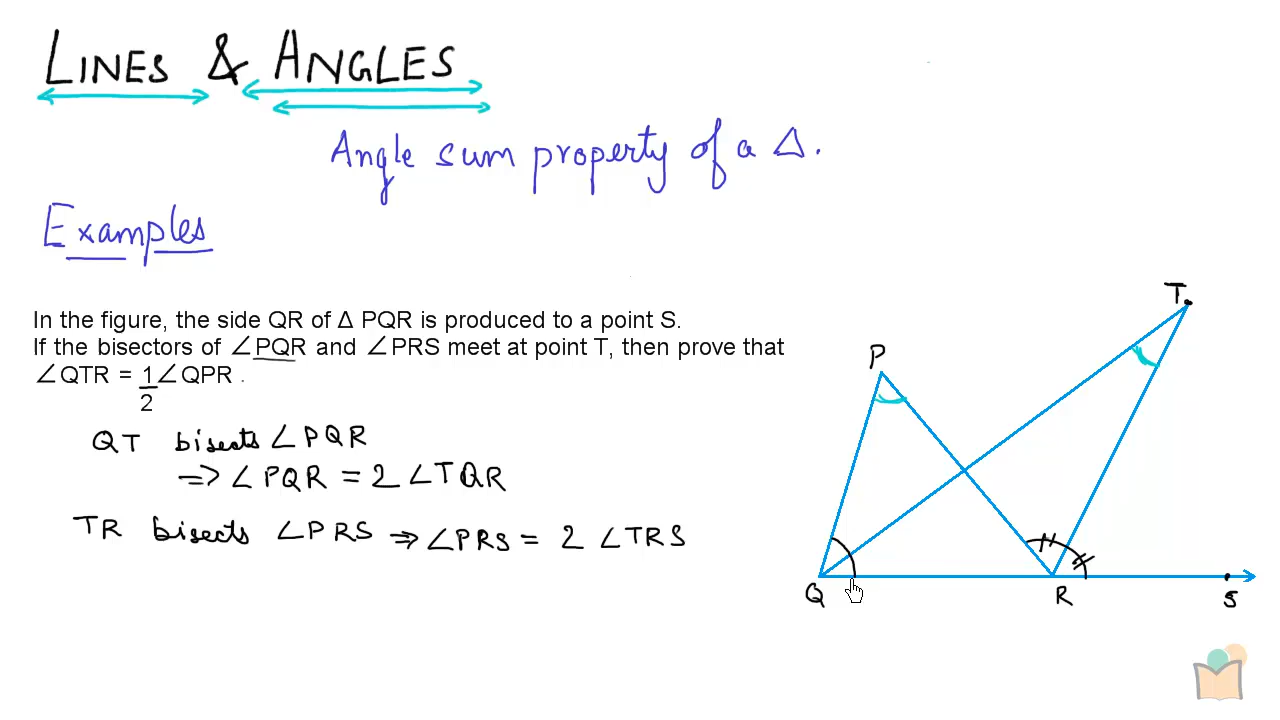 LINES & ANGLES
Angle sum property of a Δ.
Examples
In the figure, the side QR of Δ PQR is produced to a point S.
If the bisectors of ∠PQR and ∠PRS meet at point T, then prove that
∠QTR = 1/2 ∠QPR .
QT bisects ∠PQR
⇒ ∠PQR = 2 ∠TQR
TR bisects ∠PRS ⇒ ∠PRS = 2 ∠TRS
T
P
Q
R
S